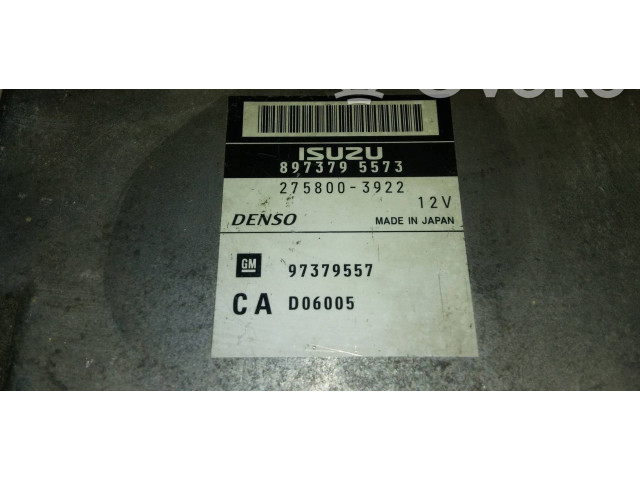 ISUZU
897379 5573
275800-3922
12V
DENSO
MADE IN JAPAN
GM
97379557
CA D06005